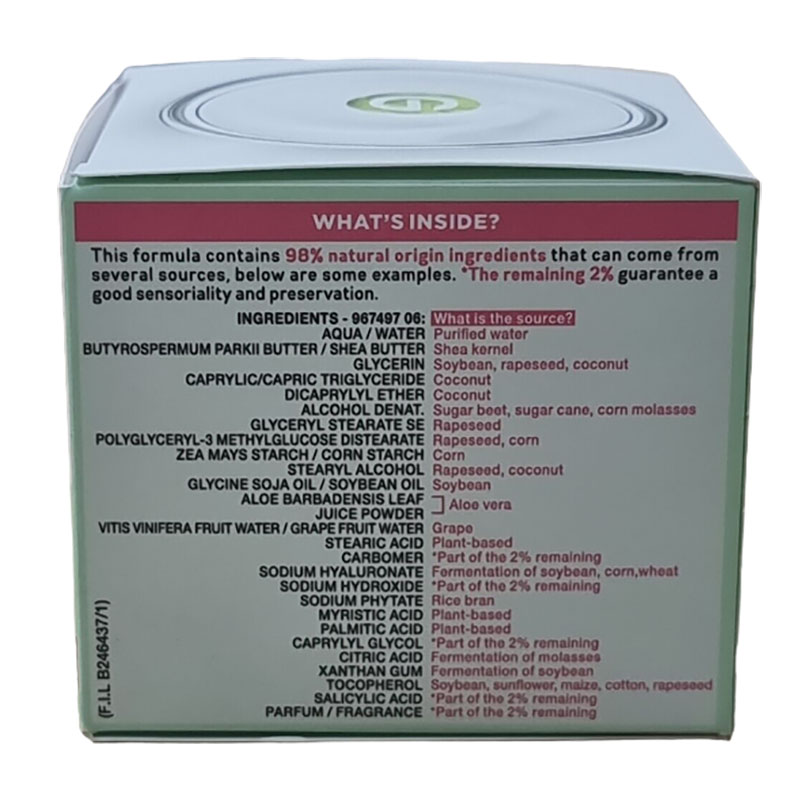 WHAT'S INSIDE?
This formula contains 98% natural origin ingredients that can come from
several sources, below are some examples. *The remaining 2% guarantee a
good sensoriality and preservation.
INGREDIENTS - 967497 06: What is the source?
AQUA / WATER Purified water
BUTYROSPERMUM PARKII BUTTER / SHEA BUTTER Shea kernel
GLYCERIN Soybean, rapeseed, coconut
CAPRYLIC/CAPRIC TRIGLYCERIDE Coconut
DICAPRYLYL ETHER Coconut
ALCOHOL DENAT. Sugar beet, sugar cane, corn molasses
GLYCERYL STEARATE SE Rapeseed
POLYGLYCERYL-3 METHYLGLUCOSE DISTEARATE Rapeseed, corn
ZEA MAYS STARCH / CORN STARCH Corn
STEARYL ALCOHOL Rapeseed, coconut
GLYCINE SOJA OIL / SOYBEAN OIL Soybean
ALOE BARBADENSIS LEAF
JUICE POWDER Aloe vera
VITIS VINIFERA FRUIT WATER / GRAPE FRUIT WATER Grape
STEARIC ACID Plant-based
CARBOMER *Part of the 2% remaining
SODIUM HYALURONATE Fermentation of soybean, corn,wheat
SODIUM HYDROXIDE *Part of the 2% remaining
SODIUM PHYTATE Rice bran
MYRISTIC ACID Plant-based
PALMITIC ACID Plant-based
CAPRYLYL GLYCOL *Part of the 2% remaining
CITRIC ACID Fermentation of molasses
XANTHAN GUM Fermentation of soybean
TOCOPHEROL Soybean, sunflower, maize, cotton, rapeseed
SALICYLIC ACID *Part of the 2% remaining
PARFUM / FRAGRANCE *Part of the 2% remaining
(F.I.L B246437/1)